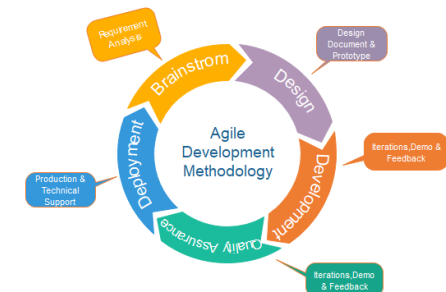 Requirement
Analysis
Brainstrom
Design
Document &
Prototype
Design
Agile
Development
Methodology
Iterations,Demo &
Feedback
Development
Production &
Technical
Support
Deployment
Quality Assurance
Iterations,Demo
& Feedback